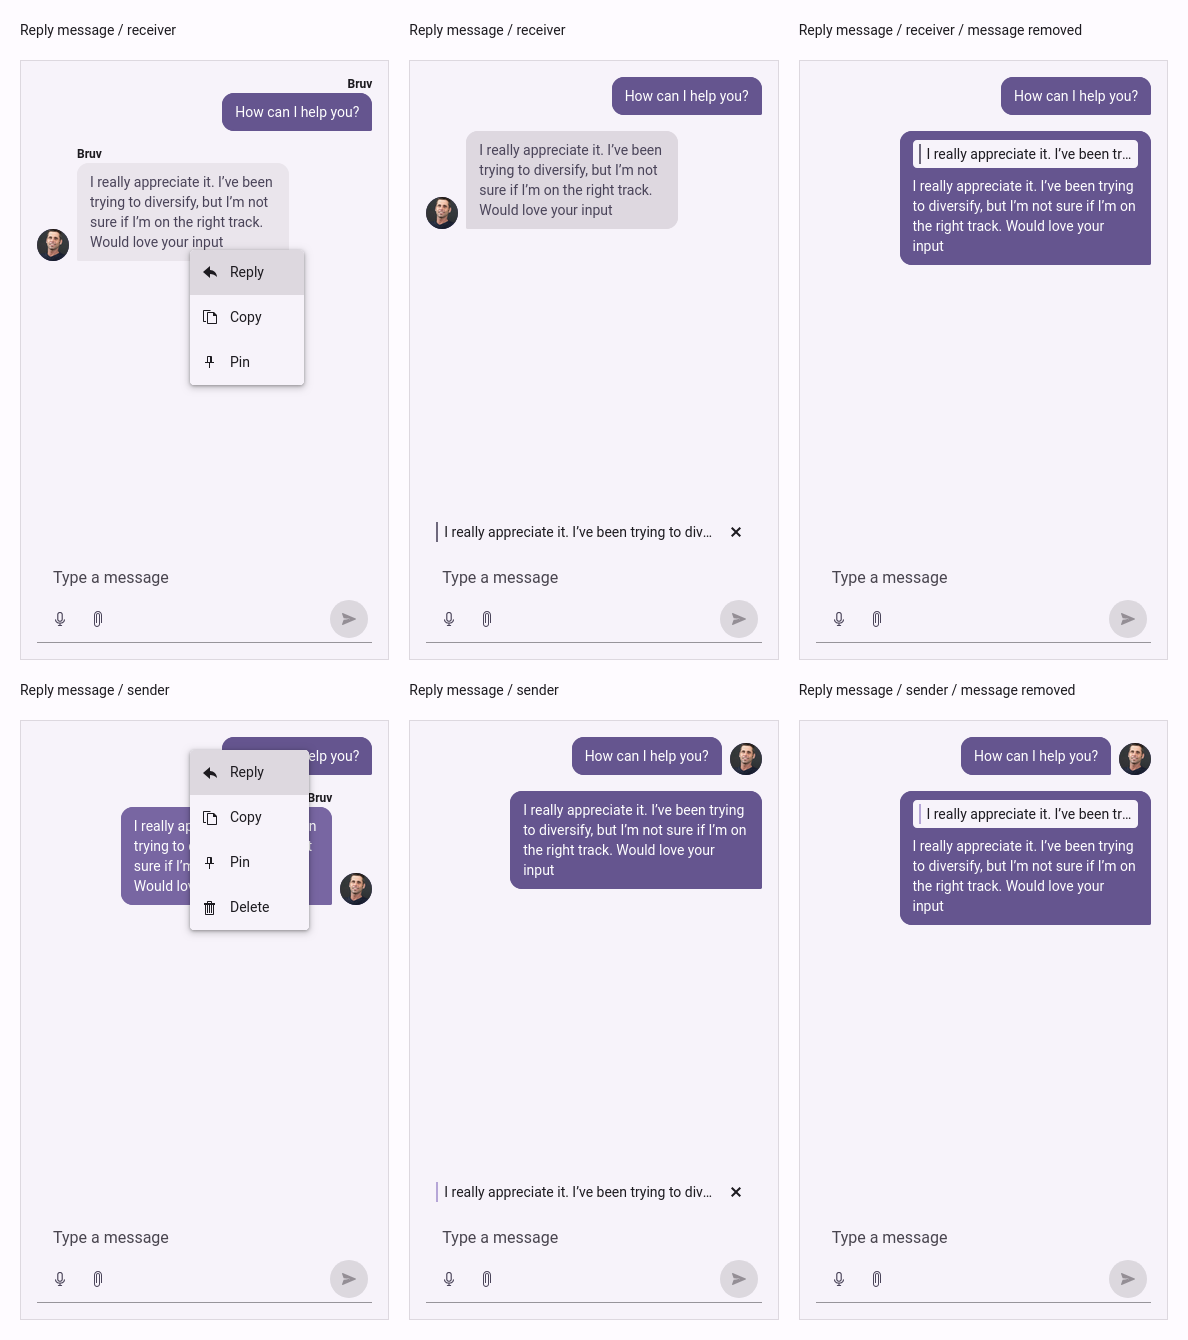 Reply message / receiver
Bruv
How can I help you?
Bruv
I really appreciate it. I’ve been
trying to diversify, but I’m not
sure if I’m on the right track.
Would love your input
Reply
Copy
Pin
Type a message
Reply message / receiver
How can I help you?
I really appreciate it. I’ve been
trying to diversify, but I’m not
sure if I’m on the right track.
Would love your input
I really appreciate it. I’ve been trying to div...
Type a message
Reply message / receiver / message removed
How can I help you?
I really appreciate it. I’ve been tr...
I really appreciate it. I’ve been trying
to diversify, but I’m not sure if I’m on
the right track. Would love your
input
Type a message
Reply message / sender
elp you?
Bruv
I really ap
trying to
sure if I’m
Would lo
Reply
Copy
Pin
Delete
Type a message
Reply message / sender
How can I help you?
I really appreciate it. I’ve been trying
to diversify, but I’m not sure if I’m on
the right track. Would love your
input
I really appreciate it. I’ve been trying to div...
Type a message
Reply message / sender / message removed
How can I help you?
I really appreciate it. I’ve been tr...
I really appreciate it. I’ve been trying
to diversify, but I’m not sure if I’m on
the right track. Would love your
input
Type a message